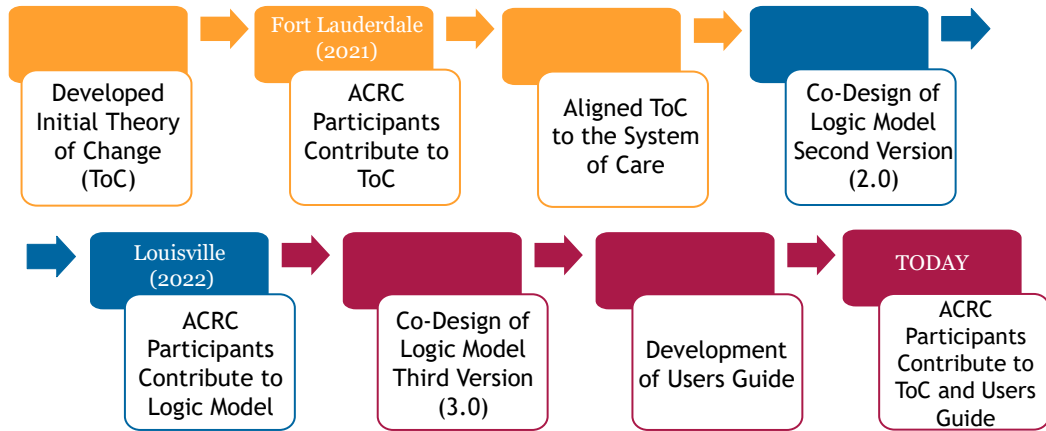 Developed
Initial Theory
of Change
(ToC)
Fort Lauderdale
(2021)
ACRC
Participants
Contribute to
ToC
Aligned ToC
to the System
of Care
Co-Design of
Logic Model
Second Version
(2.0)
Louisville
(2022)
ACRC
Participants
Contribute to
Logic Model
Co-Design of
Logic Model
Third Version
(3.0)
Development
of Users Guide
TODAY
ACRC
Participants
Contribute to
ToC and Users
Guide